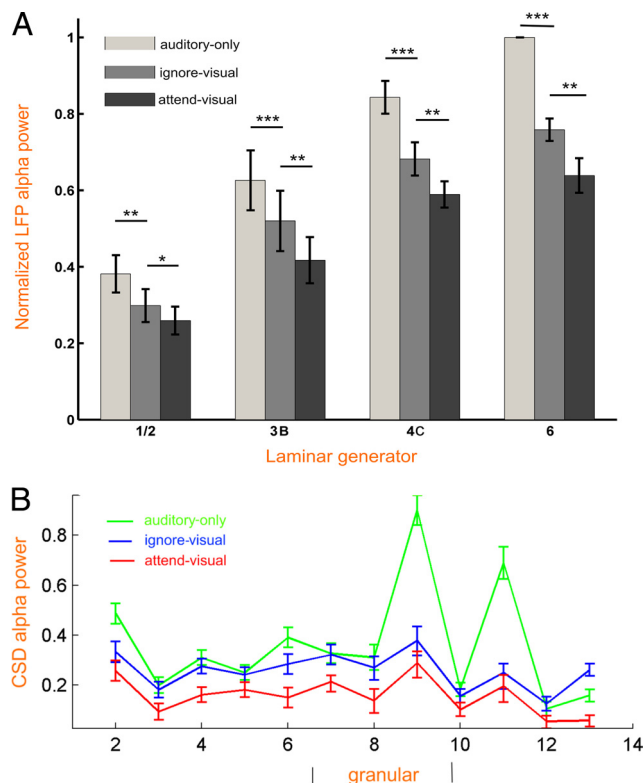 A
1
0.8
0.6
0.4
0.2
0
Normalized LFP alpha power
auditory-only
ignore-visual
attend-visual
** *
*** **
*** **
*** **
1/2 3B 4C 6
Laminar generator
B
0.8
0.6
0.4
0.2
CSD alpha power
auditory-only
ignore-visual
attend-visual
2 4 6 8 10 12 14
granular